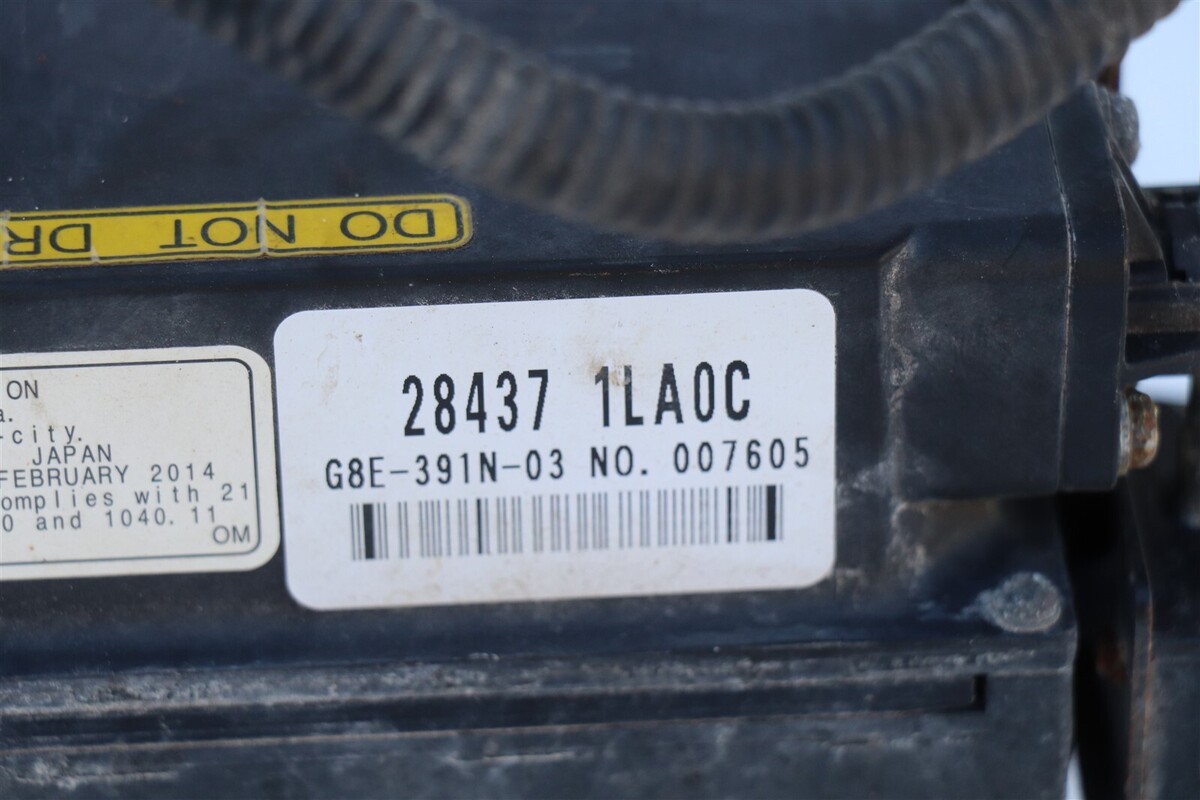 DO NOT DR
ON
a.
-city.
JAPAN
FEBRUARY 2014
omplies with 21
0 and 1040.11
OM
28437 1LA0C
G8E-391N-03 NO. 007605